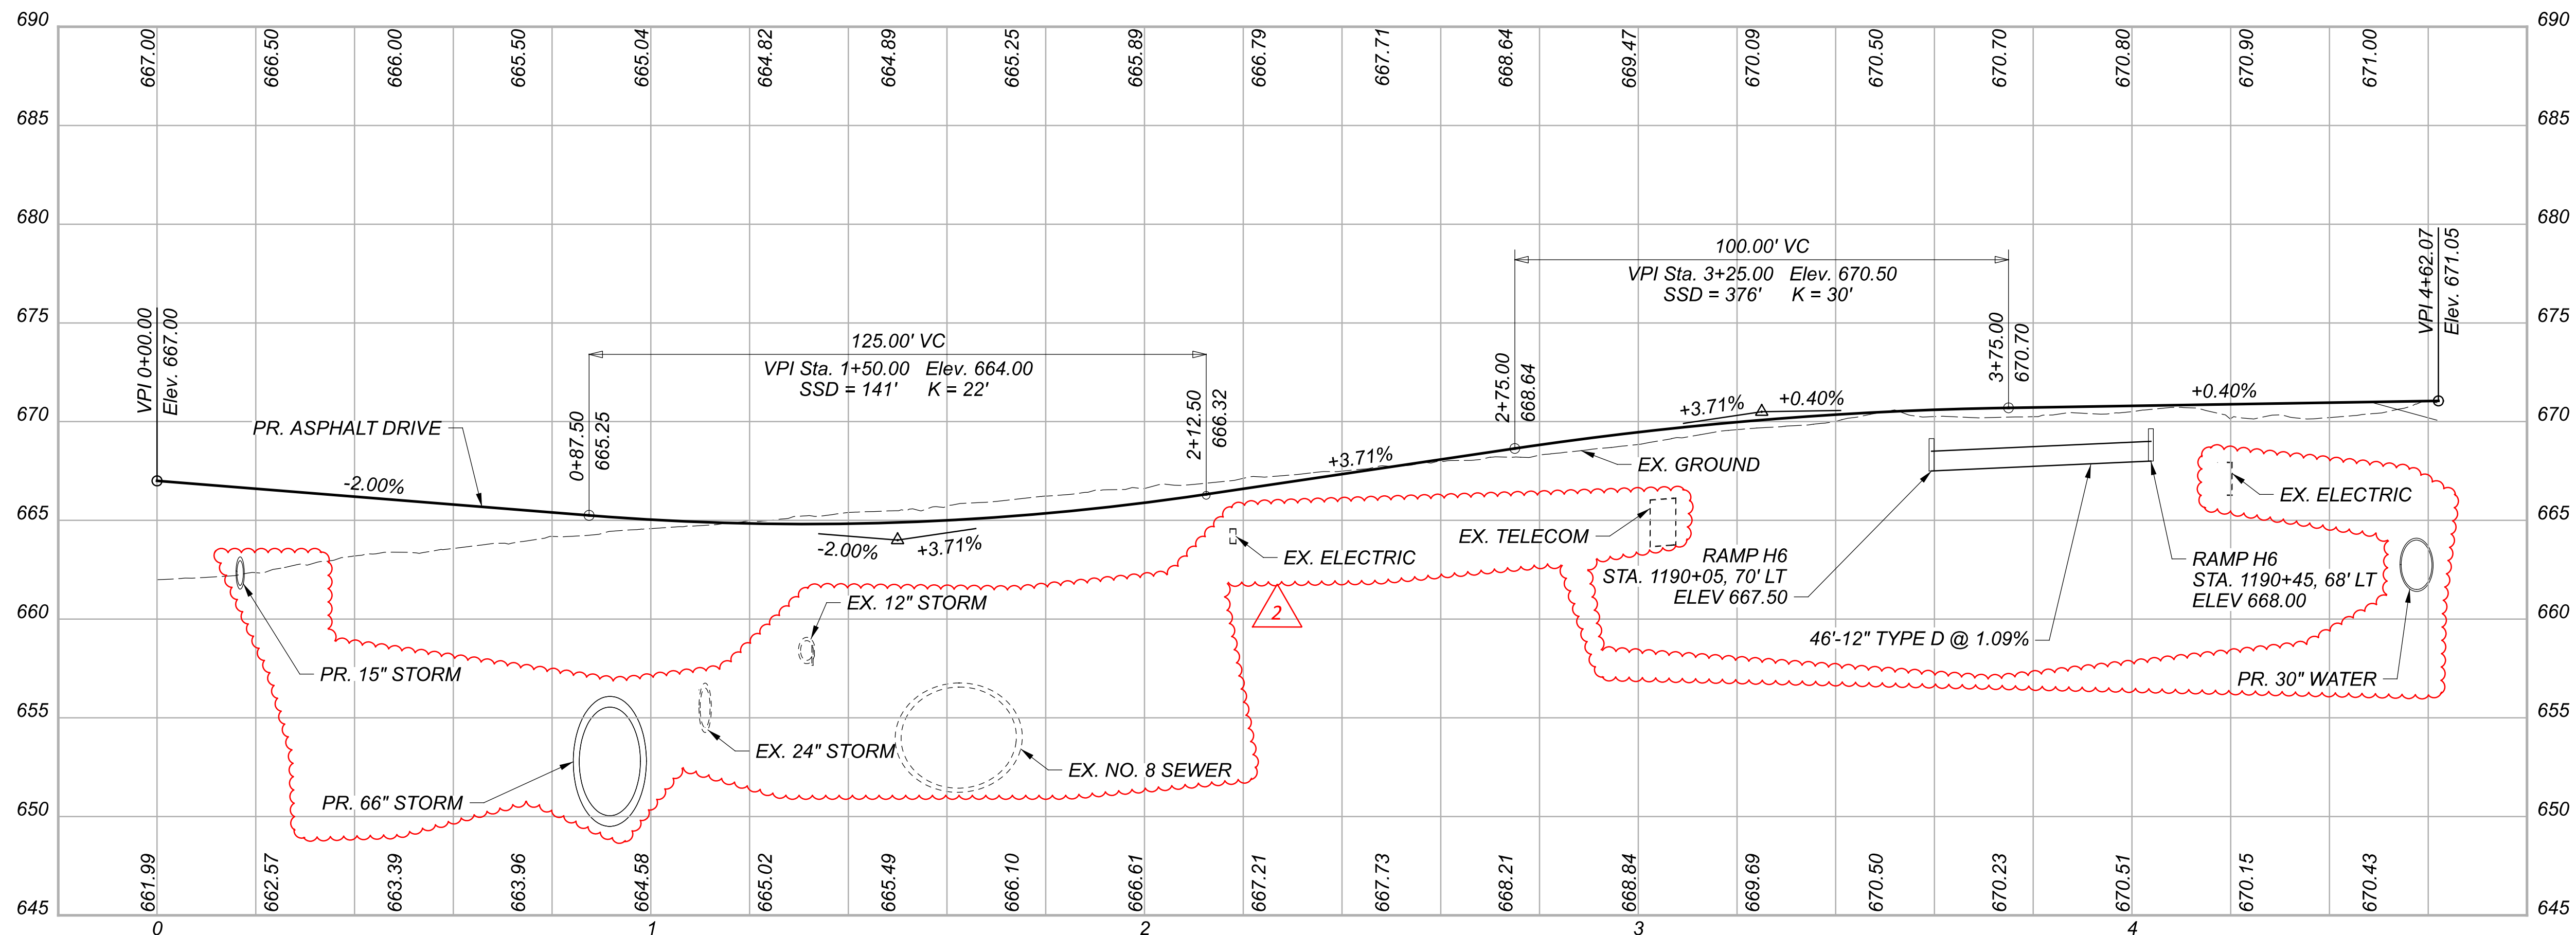 690 690
667.00 666.50 666.00 665.50 665.04 664.82 664.89 665.25 665.89 666.79 667.71 668.64 669.47 670.09 670.50 670.70 670.80 670.90 671.00
685 685
680 680
100.00' VC
VPI Sta. 3+25.00 Elev. 670.50
SSD = 376' K = 30'
VPI 4+62.07
Elev. 671.05
675 675
VPI 0+00.00
Elev. 667.00
125.00' VC
VPI Sta. 1+50.00 Elev. 664.00
SSD = 141' K = 22'
0+87.50
665.25
2+12.50
666.32
2+75.00
668.64
3+75.00
670.70
+3.71%
+0.40%
+0.40%
670 670
PR. ASPHALT DRIVE
-2.00%
+3.71%
EX. GROUND
EX. ELECTRIC
665 665
-2.00%
+3.71%
EX. TELECOM
EX. ELECTRIC
RAMP H6
STA. 1190+05, 70' LT
ELEV 667.50
RAMP H6
STA. 1190+45, 68' LT
ELEV 668.00
EX. 12" STORM
2
660 660
46'-12" TYPE D @ 1.09%
PR. 15" STORM
PR. 30" WATER
655 655
EX. 24" STORM
EX. NO. 8 SEWER
PR. 66" STORM
650 650
661.99 662.57 663.39 663.96 664.58 665.02 665.49 666.10 666.61 667.21 667.73 668.21 668.84 669.69 670.50 670.23 670.51 670.15 670.43
645 645
0 1 2 3 4